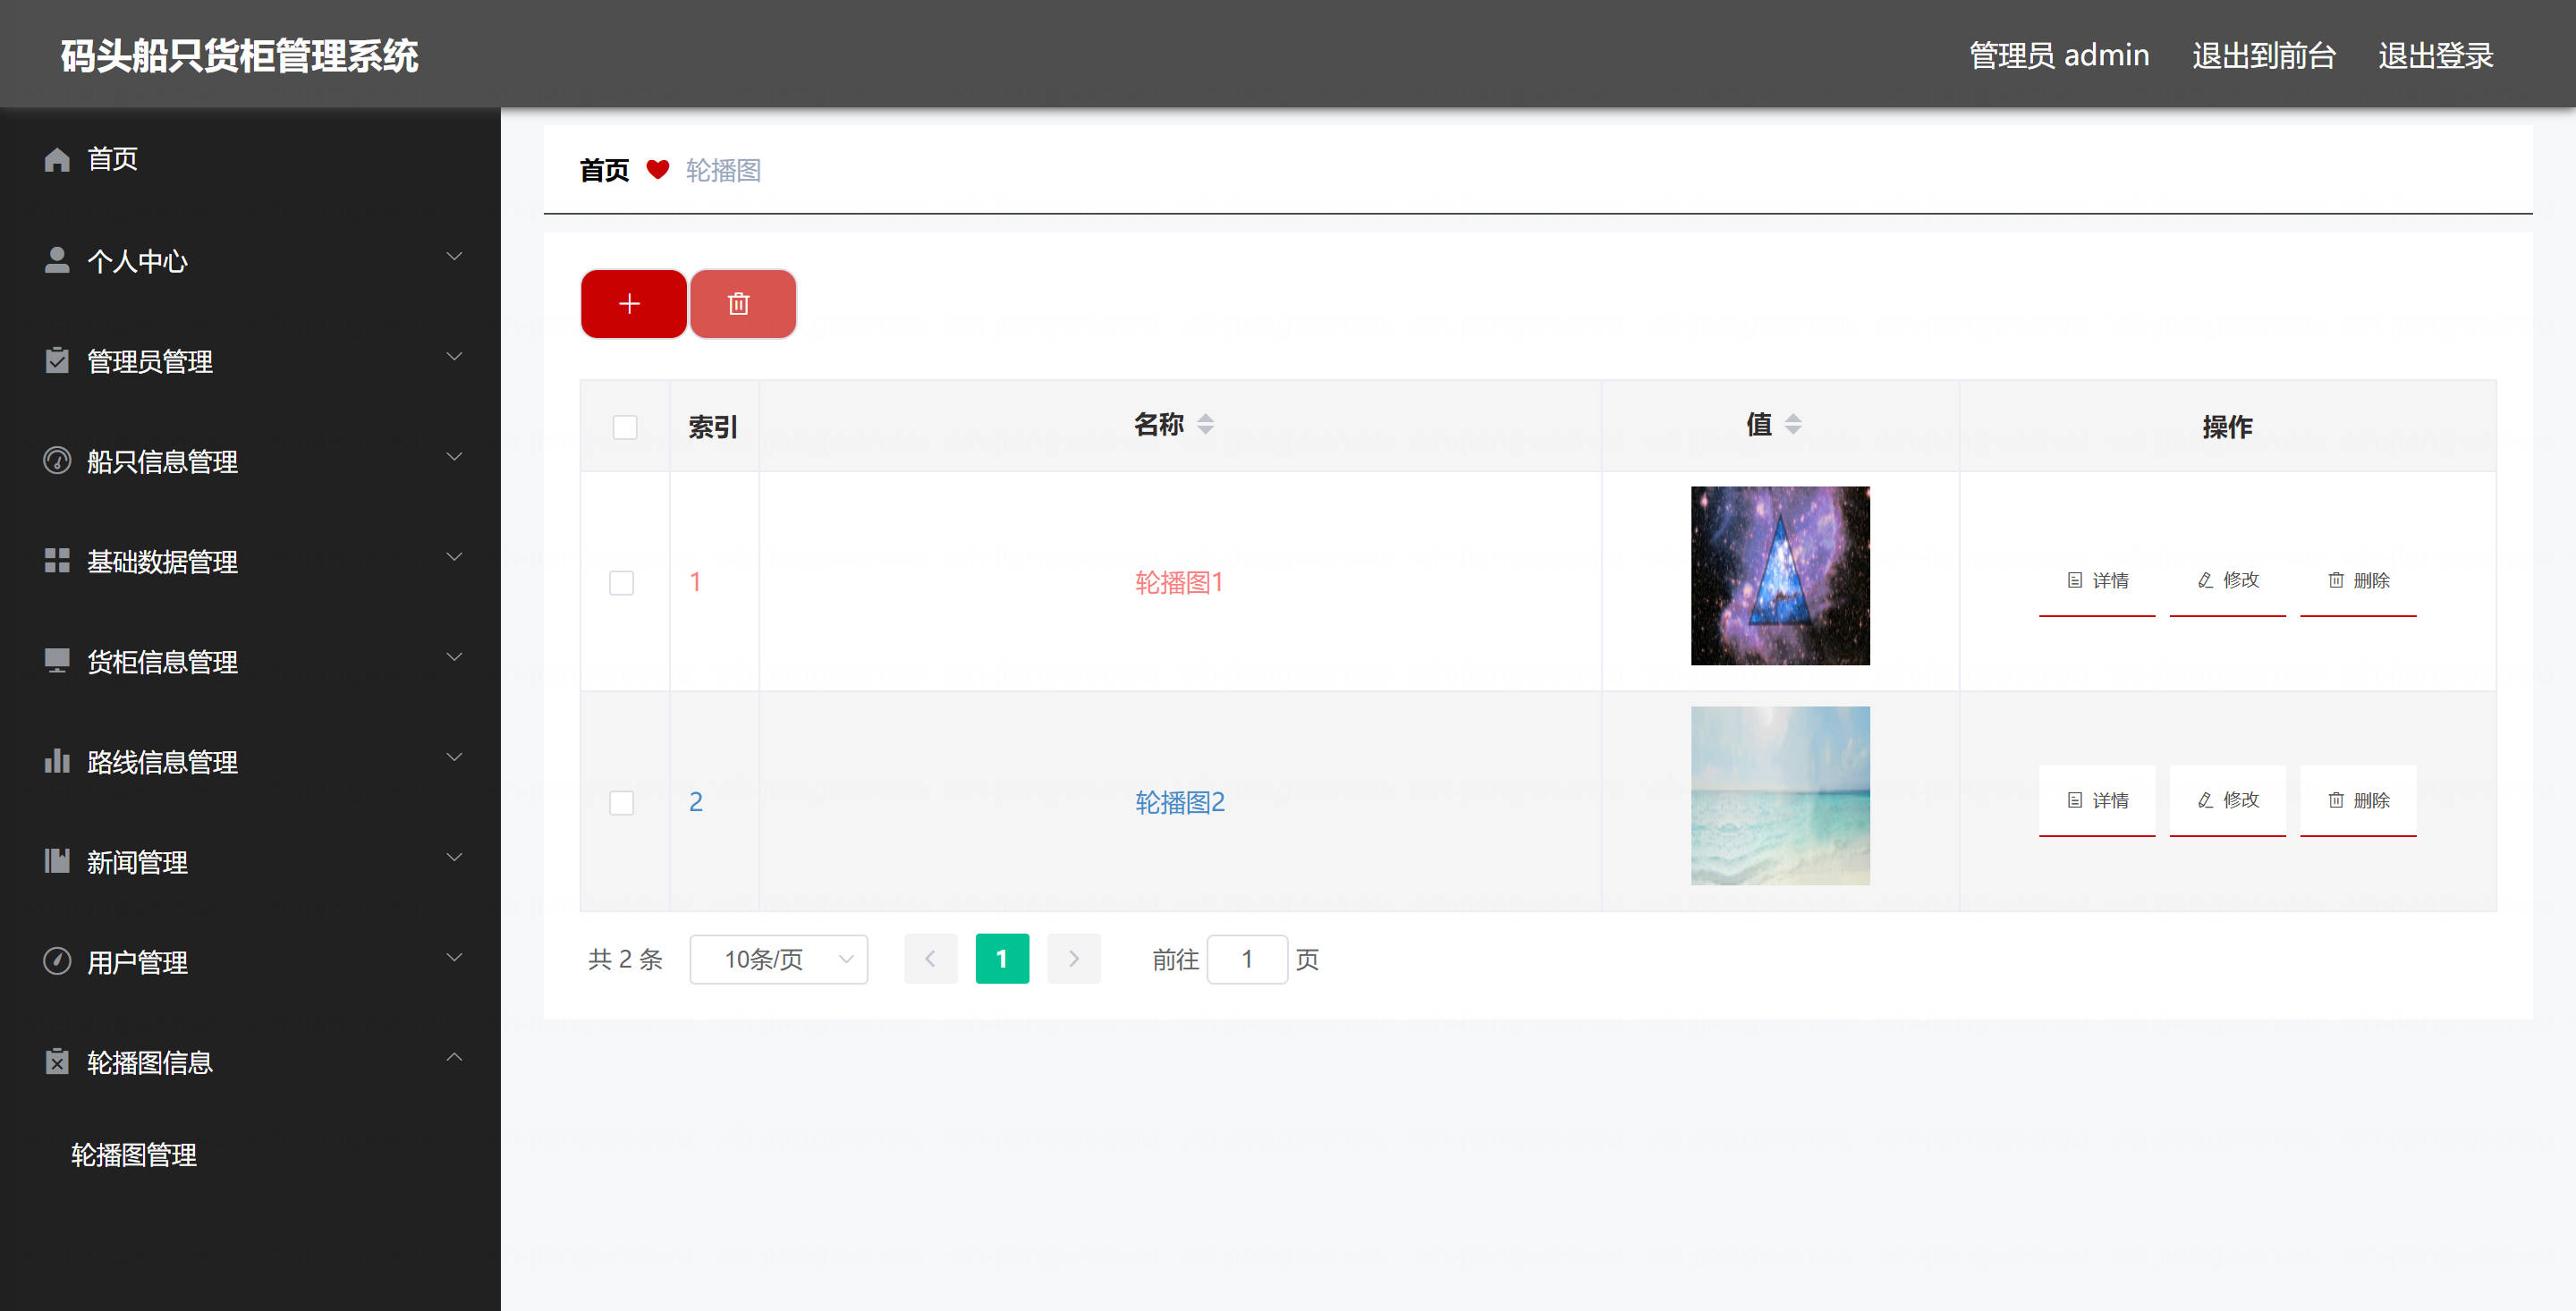 码头船只货柜管理系统
管理员 admin 退出到前台 退出登录
首页
个人中心
管理员管理
船只信息管理
基础数据管理
货柜信息管理
路线信息管理
新闻管理
用户管理
轮播图信息
轮播图管理
首页 轮播图
索引 名称 值 操作
1 轮播图1 详情 修改 删除
2 轮播图2 详情 修改 删除
共 2 条 10条/页 1 前往 1 页